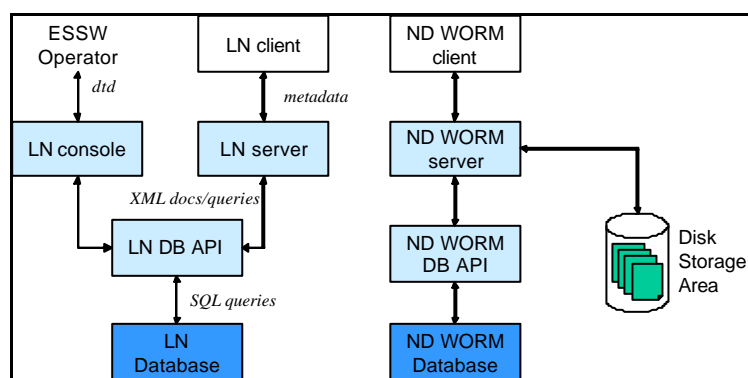 ESSW
Operator
LN client
ND WORM
client
dtd
metadata
LN console
LN server
ND WORM
server
XML docs/queries
LN DB API
ND WORM
DB API
Disk
Storage
Area
SQL queries
LN
Database
ND WORM
Database